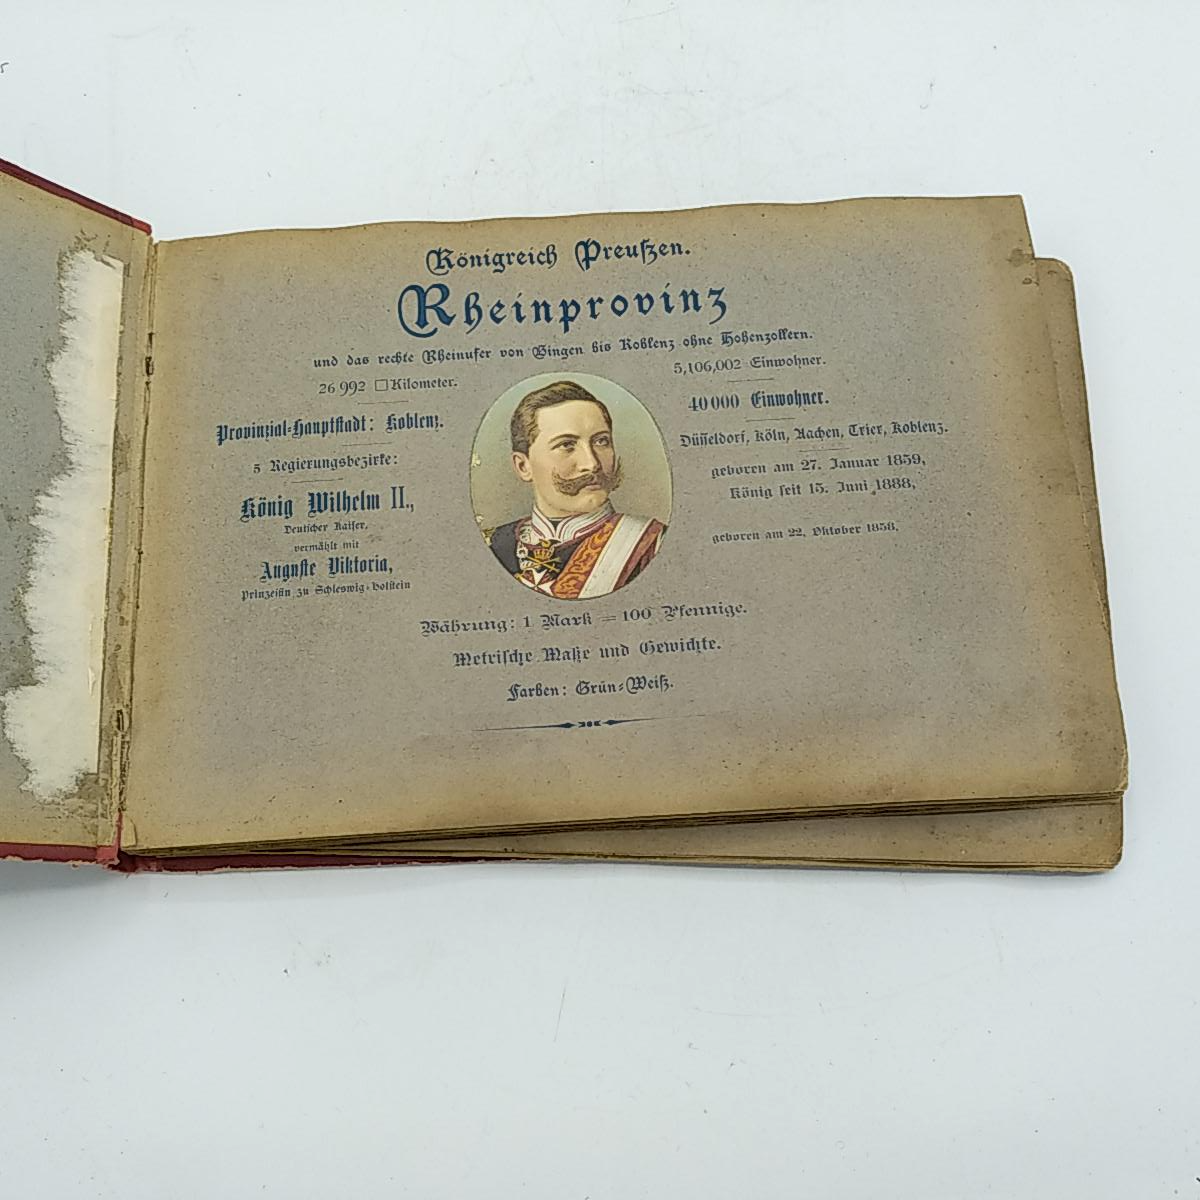 Königreich Preußen.
Rheinprovinz
und das rechte Rheinufer von Bingen bis Koblenz ohne Hohenzollern.
26 992 □ Kilometer.
5,106,002 Einwohner.
Provinzial-Hauptstadt: Koblenz.
40 000 Einwohner.
5 Regierungsbezirke:
Düsseldorf, Köln, Aachen, Trier, Koblenz.
König Wilhelm II.,
geboren am 27. Januar 1859,
Deutscher Kaiser,
König seit 15. Juni 1888,
vermählt mit
Auguste Viktoria,
geboren am 22. Oktober 1858.
Prinzessin zu Schleswig-Holstein
Währung: 1 Mark = 100 Pfennige.
Metrische Maße und Gewichte.
Farben: Grün-Weiß.